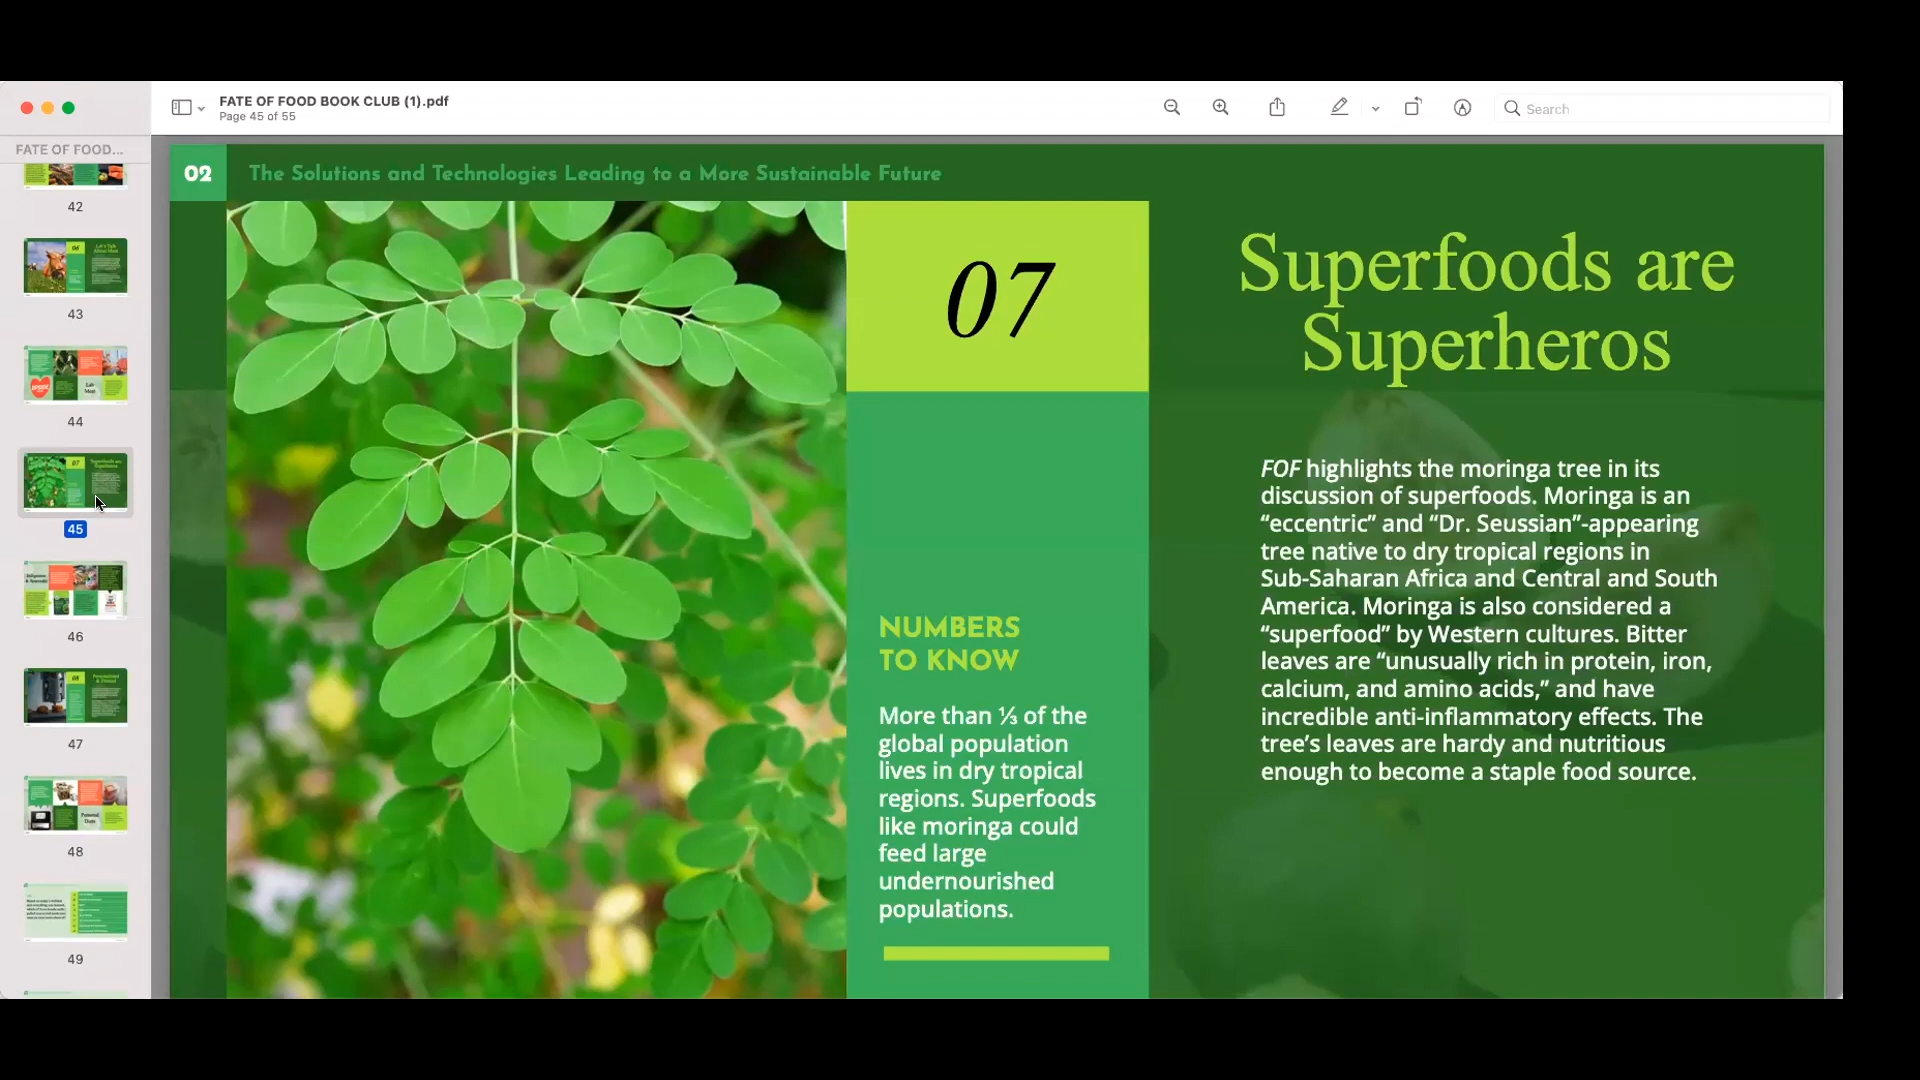 FATE OF FOOD BOOK CLUB (1).pdf
Page 45 of 55
Search
FATE OF FOOD...
42
43
44
45
46
47
48
49
02
The Solutions and Technologies Leading to a More Sustainable Future
07
NUMBERS
TO KNOW
More than ⅓ of the
global population
lives in dry tropical
regions. Superfoods
like moringa could
feed large
undernourished
populations.
Superfoods are
Superheros
FOF highlights the moringa tree in its
discussion of superfoods. Moringa is an
“eccentric” and “Dr. Seussian”-appearing
tree native to dry tropical regions in
Sub-Saharan Africa and Central and South
America. Moringa is also considered a
“superfood” by Western cultures. Bitter
leaves are “unusually rich in protein, iron,
calcium, and amino acids,” and have
incredible anti-inflammatory effects. The
tree’s leaves are hardy and nutritious
enough to become a staple food source.